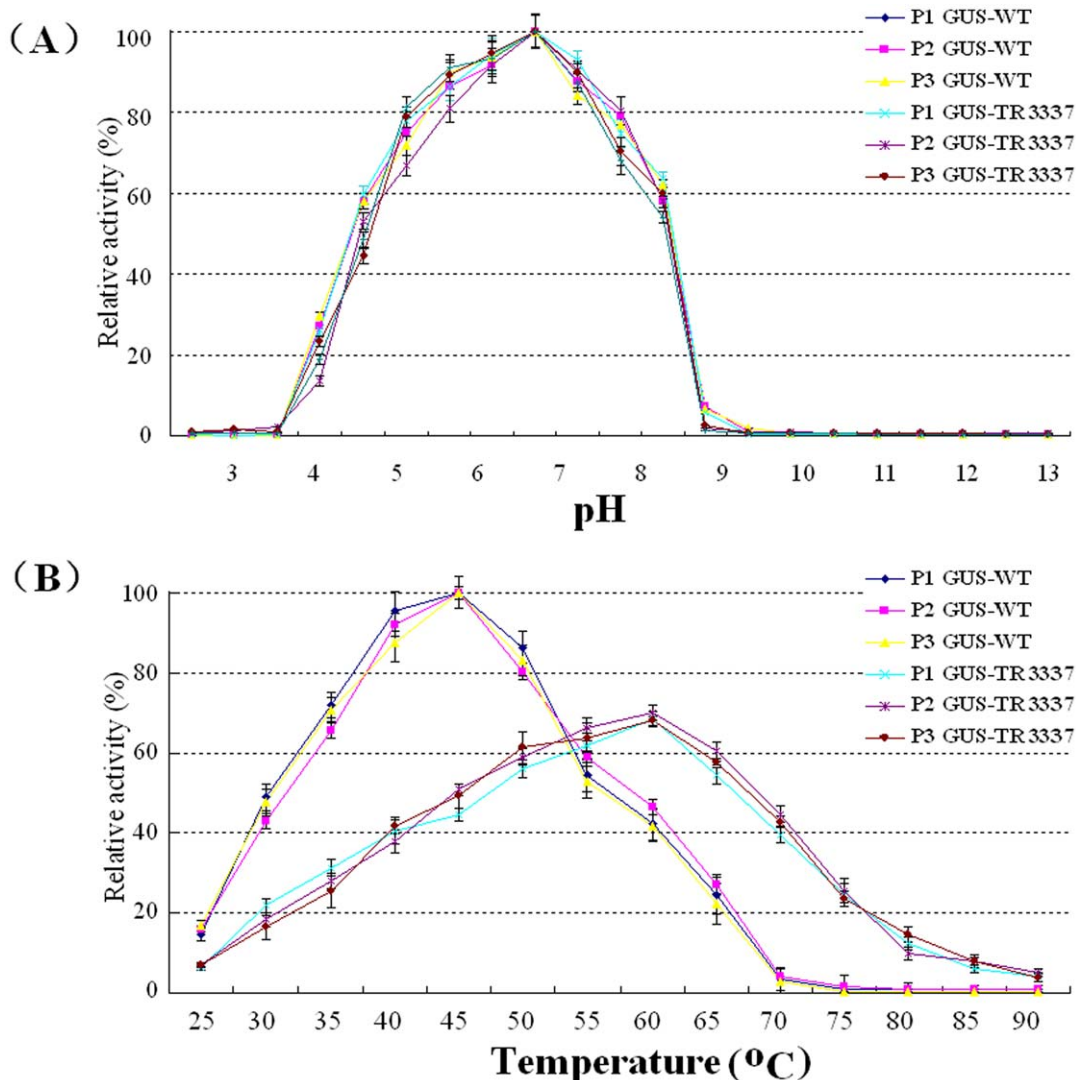 (A)
P1 GUS-WT
P2 GUS-WT
P3 GUS-WT
P1 GUS-TR3337
P2 GUS-TR3337
P3 GUS-TR3337
Relative activity (%)
100
80
60
40
20
0
3 4 5 6 7 8 9 10 11 12 13
pH
(B)
P1 GUS-WT
P2 GUS-WT
P3 GUS-WT
P1 GUS-TR3337
P2 GUS-TR3337
P3 GUS-TR3337
Relative activity (%)
100
80
60
40
20
0
25 30 35 40 45 50 55 60 65 70 75 80 85 90
Temperature (ºC)